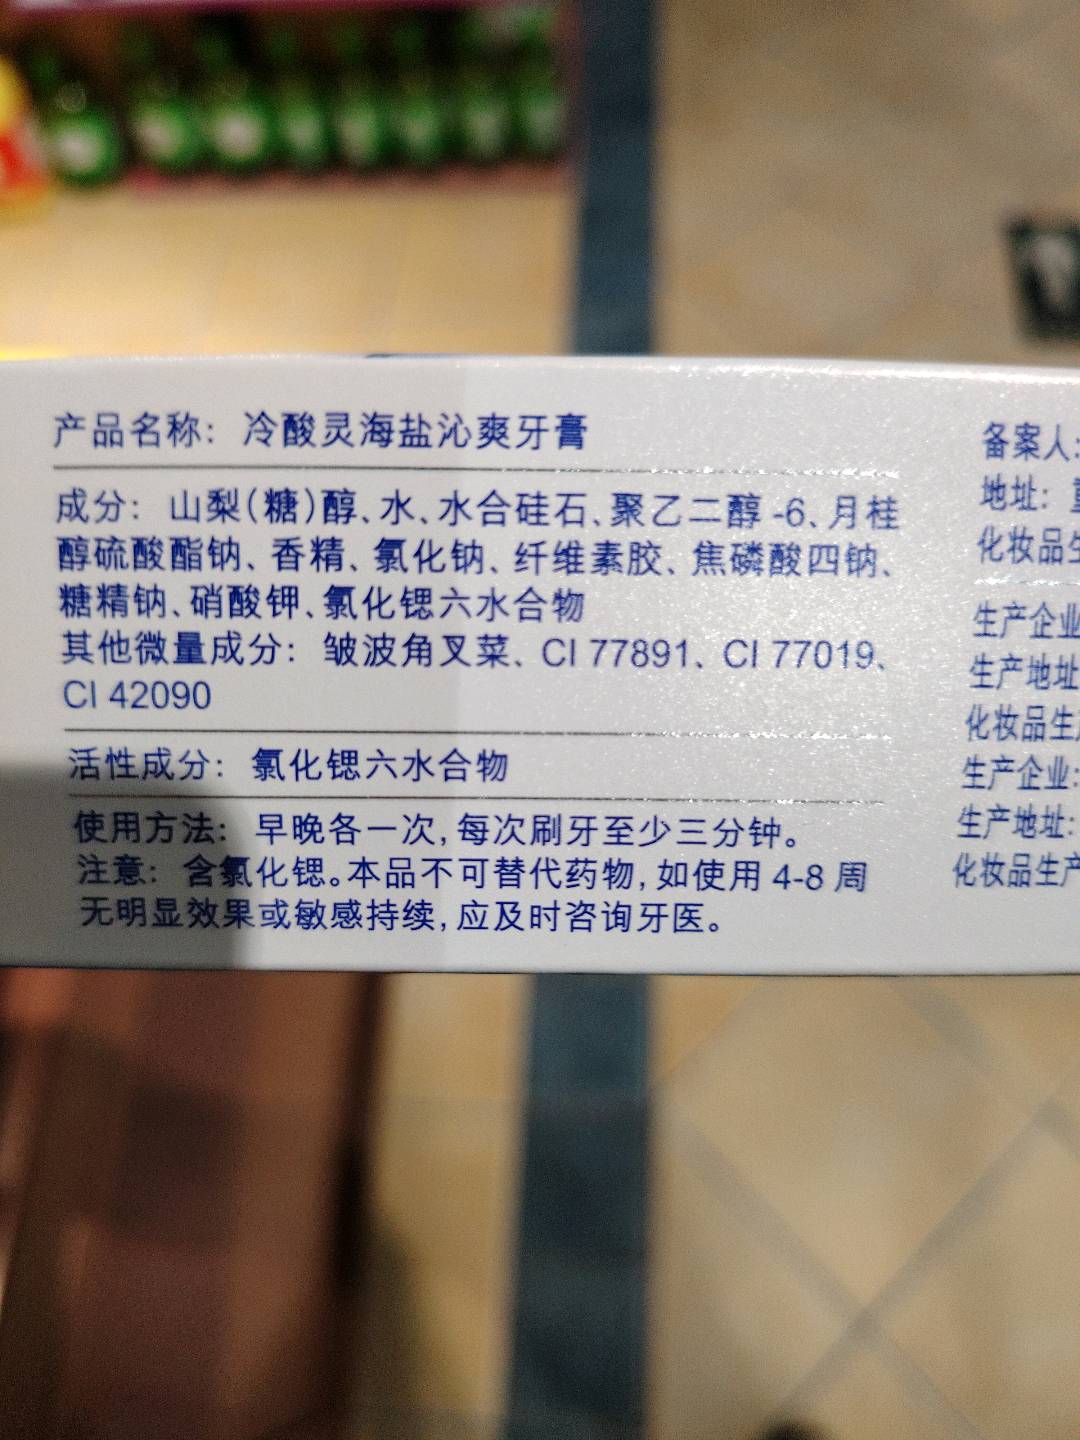 产品名称：冷酸灵海盐沁爽牙膏
成分：山梨(糖)醇、水、水合硅石、聚乙二醇-6、月桂
醇硫酸酯钠、香精、氯化钠、纤维素胶、焦磷酸四钠、
糖精钠、硝酸钾、氯化锶六水合物
其他微量成分：皱波角叉菜、CI 77891、CI 77019、
CI 42090
活性成分：氯化锶六水合物
使用方法：早晚各一次,每次刷牙至少三分钟。
注意：含氯化锶。本品不可替代药物,如使用 4-8 周
无明显效果或敏感持续,应及时咨询牙医。
备案人:
地址：
化妆品生
生产企业
生产地址
化妆品生产
生产企业:
生产地址:
化妆品生产